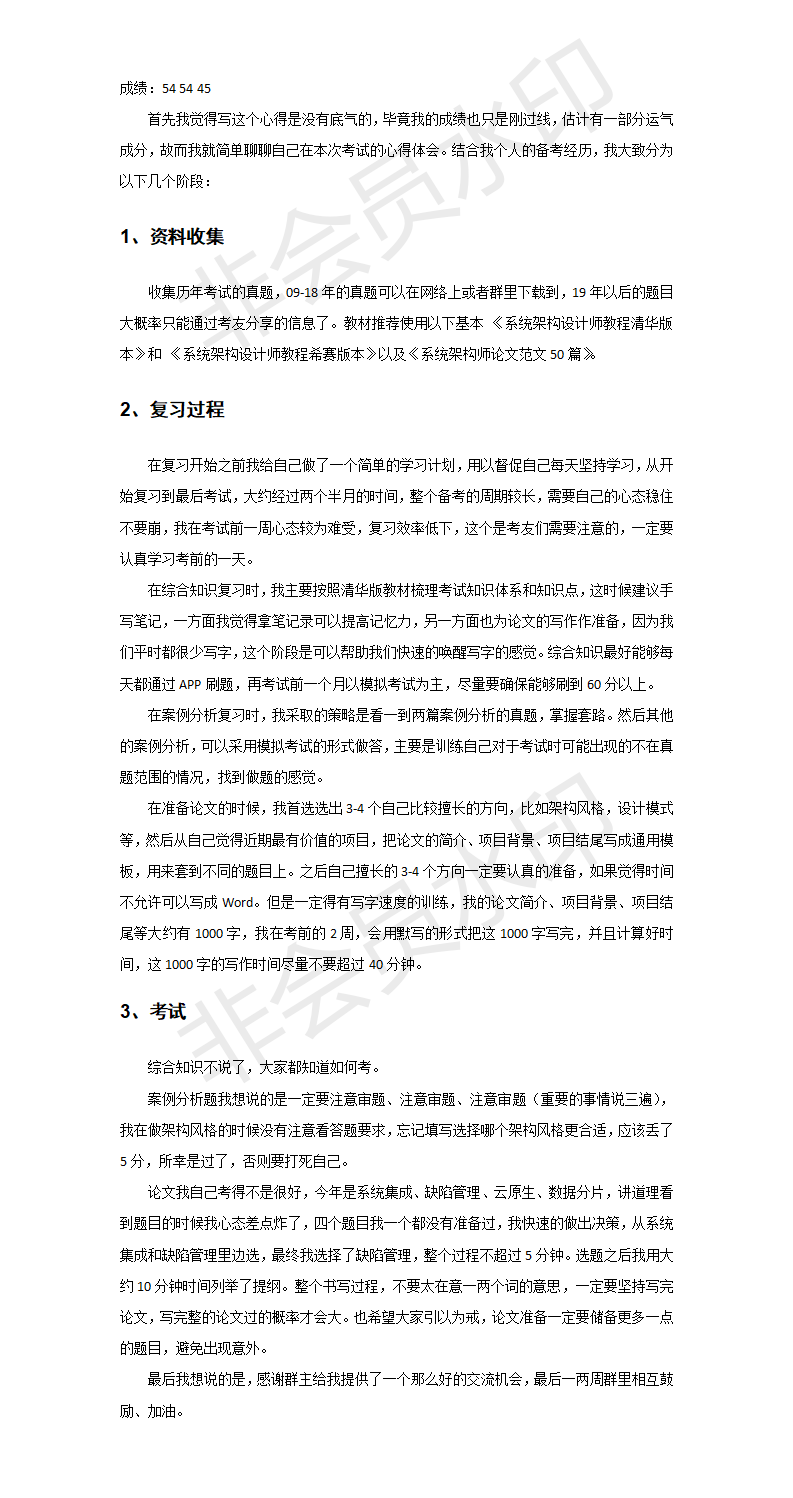 成绩：54 54 45
首先我觉得写这个心得是没有底气的，毕竟我的成绩也只是刚过线，估计有一部分运气
成分，故而我就简单聊聊自己在本次考试的心得体会。结合我个人的备考经历，我大致分为
以下几个阶段：
1、资料收集
收集历年考试的真题，09-18 年的真题可以在网络上或者群里下载到，19 年以后的题目
大概率只能通过考友分享的信息了。教材推荐使用以下基本 《系统架构设计师教程清华版
本》和 《系统架构设计师教程希赛版本》以及《系统架构师论文范文 50 篇》。
2、复习过程
在复习开始之前我给自己做了一个简单的学习计划，用以督促自己每天坚持学习，从开
始复习到最后考试，大约经过两个半月的时间，整个备考的周期较长，需要自己的心态稳住
不要崩，我在考试前一周心态较为难受，复习效率低下，这个是考友们需要注意的，一定要
认真学习考前的一天。
在综合知识复习时，我主要按照清华版教材梳理考试知识体系和知识点，这时候建议手
写笔记，一方面我觉得拿笔记录可以提高记忆力，另一方面也为论文的写作作准备，因为我
们平时都很少写字，这个阶段是可以帮助我们快速的唤醒写字的感觉。综合知识最好能够每
天都通过 APP 刷题，再考试前一个月以模拟考试为主，尽量要确保能够刷到 60 分以上。
在案例分析复习时，我采取的策略是看一到两篇案例分析的真题，掌握套路。然后其他
的案例分析，可以采用模拟考试的形式做答，主要是训练自己对于考试时可能出现的不在真
题范围的情况，找到做题的感觉。
在准备论文的时候，我首选选出 3-4 个自己比较擅长的方向，比如架构风格，设计模式
等，然后从自己觉得近期最有价值的项目，把论文的简介、项目背景、项目结尾写成通用模
板，用来套到不同的题目上。之后自己擅长的 3-4 个方向一定要认真的准备，如果觉得时间
不允许可以写成 Word。但是一定得有写字速度的训练，我的论文简介、项目背景、项目结
尾等大约有 1000 字，我在考前的 2 周，会用默写的形式把这 1000 字写完，并且计算好时
间，这 1000 字的写作时间尽量不要超过 40 分钟。
3、考试
综合知识不说了，大家都知道如何考。
案例分析题我想说的是一定要注意审题、注意审题、注意审题（重要的事情说三遍），
我在做架构风格的时候没有注意看答题要求，忘记填写选择哪个架构风格更合适，应该丢了
5 分，所幸是过了，否则要打死自己。
论文我自己考得不是很好，今年是系统集成、缺陷管理、云原生、数据分片，讲道理看
到题目的时候我心态差点炸了，四个题目我一个都没有准备过，我快速的做出决策，从系统
集成和缺陷管理里边选，最终我选择了缺陷管理，整个过程不超过 5 分钟。选题之后我用大
约 10 分钟时间列举了提纲。整个书写过程，不要太在意一两个词的意思，一定要坚持写完
论文，写完整的论文过的概率才会大。也希望大家引以为戒，论文准备一定要储备更多一点
的题目，避免出现意外。
最后我想说的是，感谢群主给我提供了一个那么好的交流机会，最后一两周群里相互鼓
励、加油。
非会员水印
非会员水印